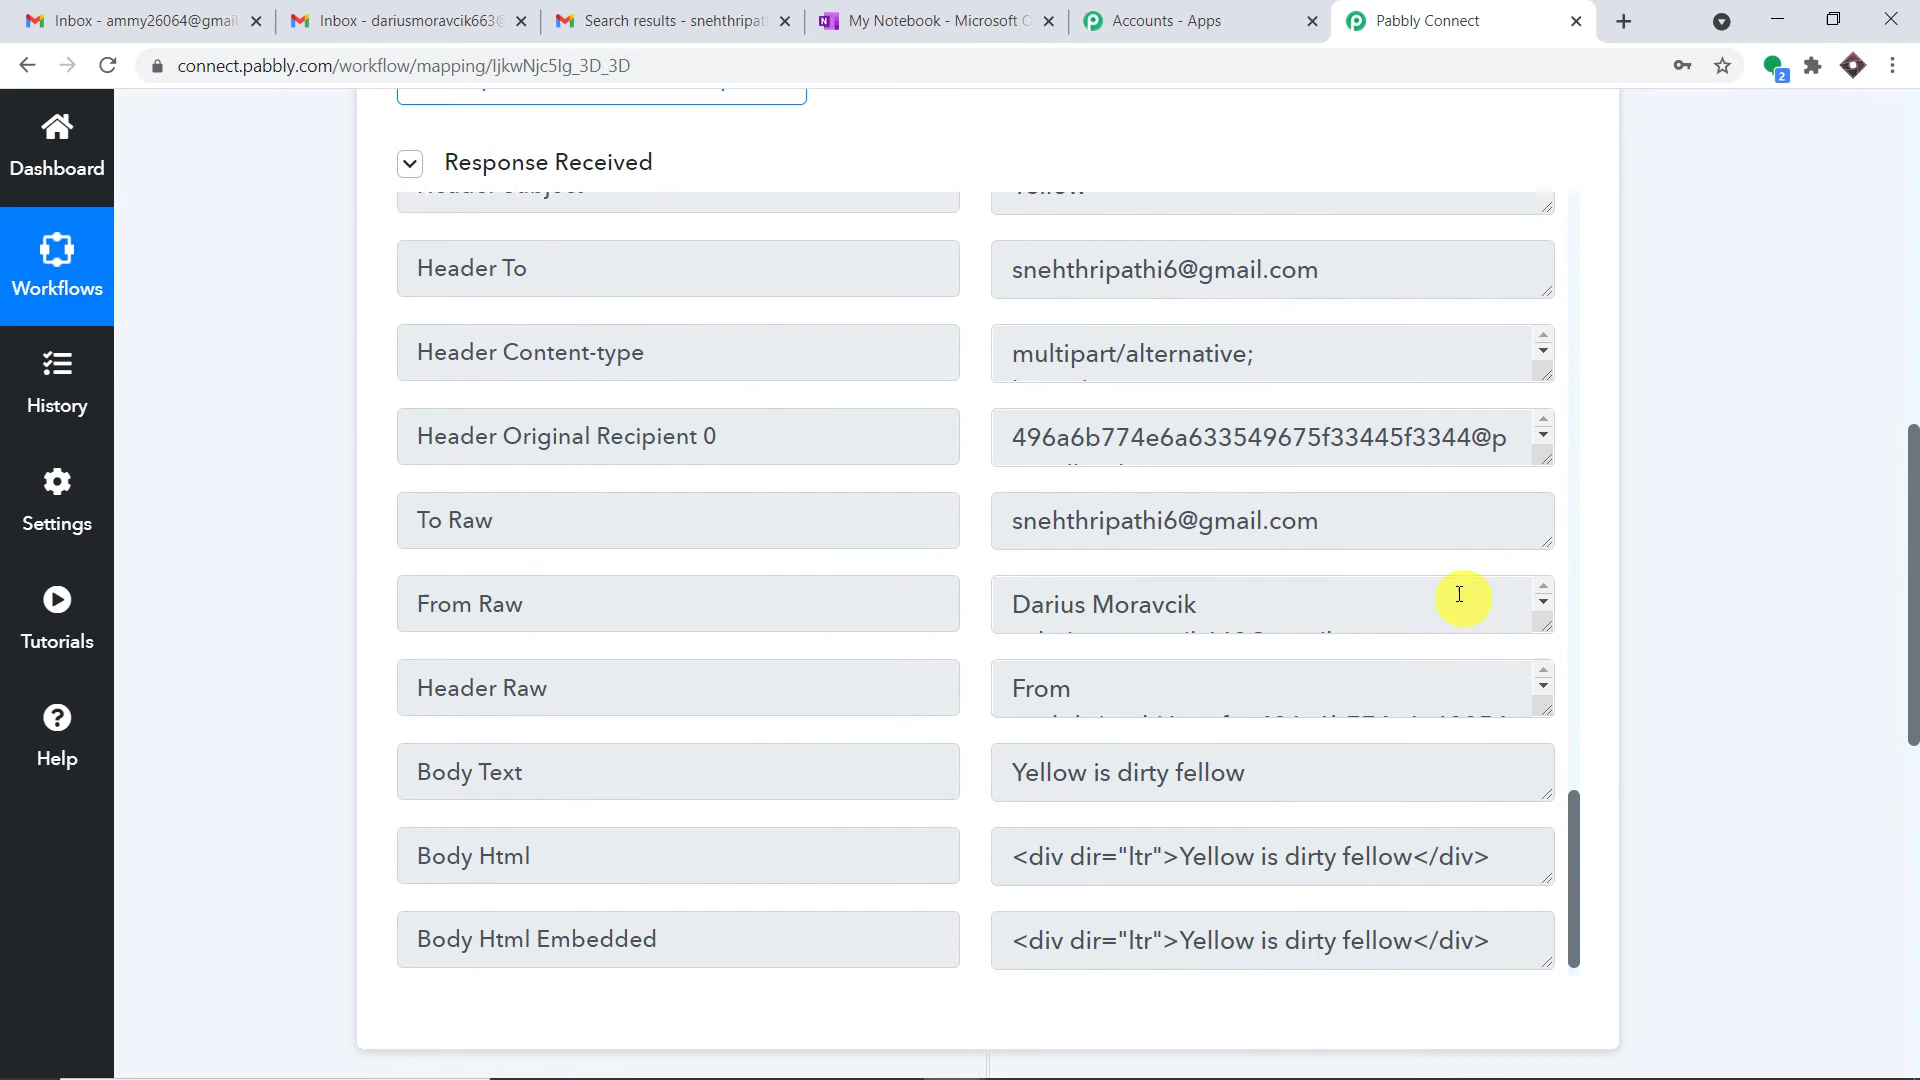 Inbox - ammy26064@gmail
Inbox - dariusmoravcik663@
Search results - snehthripat
My Notebook - Microsoft O
Accounts - Apps
Pabbly Connect
connect.pabbly.com/workflow/mapping/IjkwNjc5Ig_3D_3D
2
Dashboard
Workflows
History
Settings
Tutorials
Help
Response Received
Header Subject
Yellow
Header To
snehthripathi6@gmail.com
Header Content-type
multipart/alternative;
Header Original Recipient 0
496a6b774e6a633549675f33445f3344@p
To Raw
snehthripathi6@gmail.com
From Raw
Darius Moravcik
Header Raw
From
Body Text
Yellow is dirty fellow
Body Html
<div dir="ltr">Yellow is dirty fellow</div>
Body Html Embedded
<div dir="ltr">Yellow is dirty fellow</div>